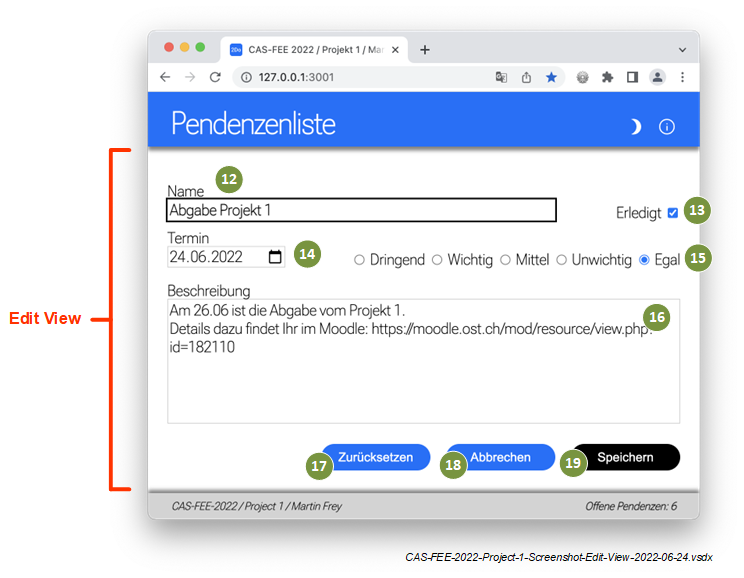 CAS-FEE 2022 / Projekt 1 / Mar
127.0.0.1:3001
Pendenzenliste
12
Name
Abgabe Projekt 1
Erledigt
13
Termin
24.06.2022
14
Dringend
Wichtig
Mittel
Unwichtig
Egal
15
Beschreibung
Am 26.06 ist die Abgabe vom Projekt 1.
16
Details dazu findet Ihr im Moodle: https://moodle.ost.ch/mod/resource/view.php?
id=182110
Edit View
17
Zurücksetzen
18
Abbrechen
19
Speichern
CAS-FEE-2022 / Project 1 / Martin Frey
Offene Pendenzen: 6
CAS-FEE-2022-Project-1-Screenshot-Edit-View-2022-06-24.vsdx